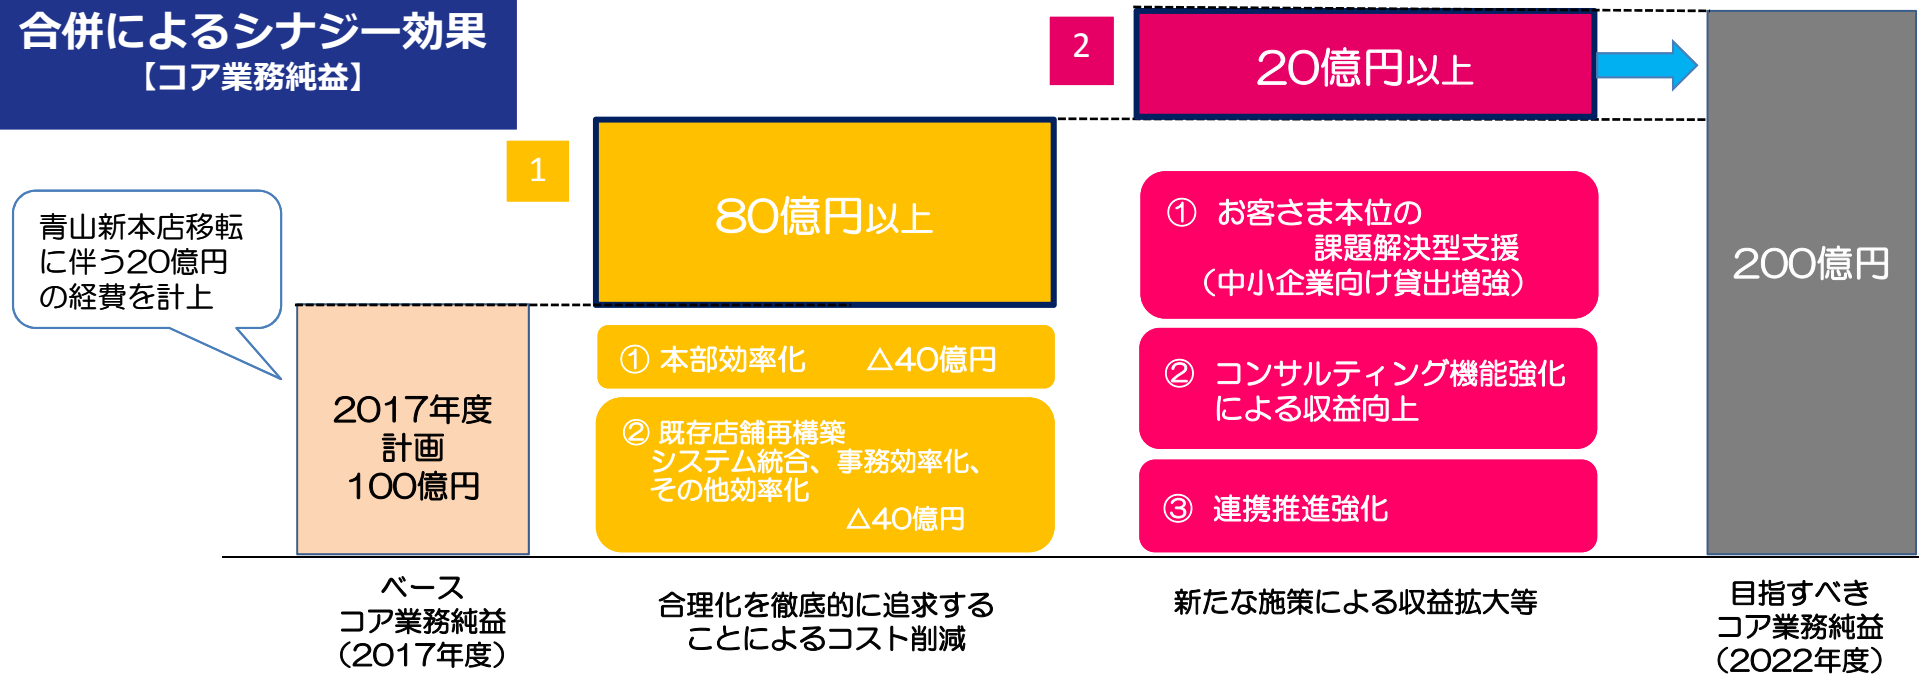 合併によるシナジー効果
【コア業務純益】
青山新本店移転
に伴う20億円
の経費を計上
2017年度
計画
100億円
ベース
コア業務純益
（2017年度）
1
80億円以上
① 本部効率化 △40億円
② 既存店舗再構築
システム統合、事務効率化、
その他効率化
△40億円
合理化を徹底的に追求する
ことによるコスト削減
2
20億円以上
① お客さま本位の
課題解決型支援
（中小企業向け貸出増強）
② コンサルティング機能強化
による収益向上
③ 連携推進強化
新たな施策による収益拡大等
200億円
目指すべき
コア業務純益
（2022年度）